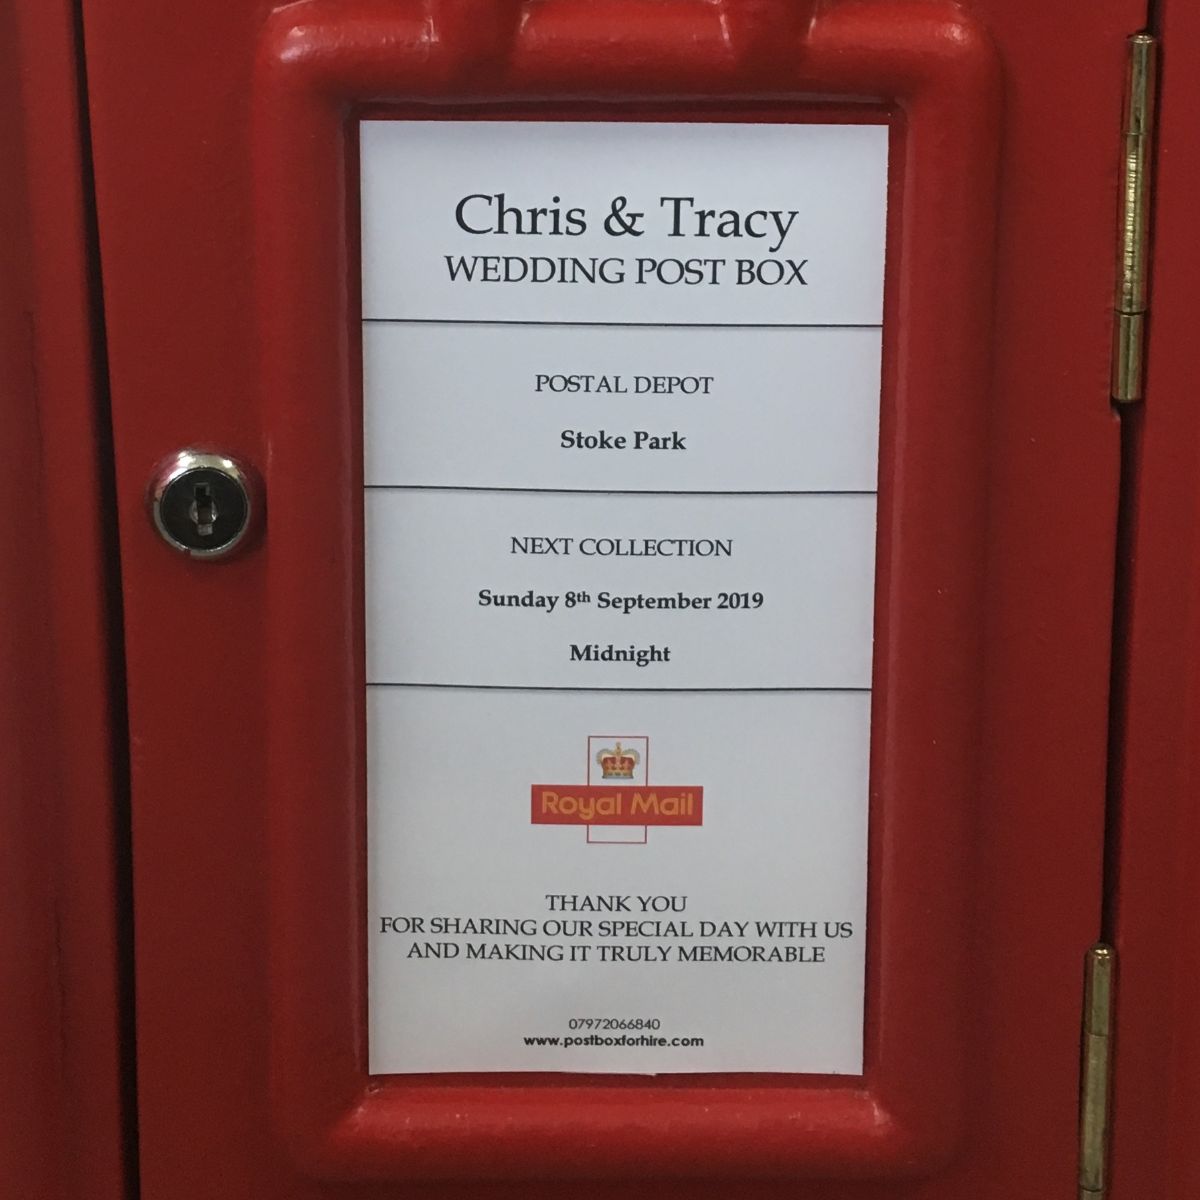 Chris & Tracy
WEDDING POST BOX
POSTAL DEPOT
Stoke Park
NEXT COLLECTION
Sunday 8th September 2019
Midnight
Royal Mail
THANK YOU
FOR SHARING OUR SPECIAL DAY WITH US
AND MAKING IT TRULY MEMORABLE
07972066840
www.postboxforhire.com